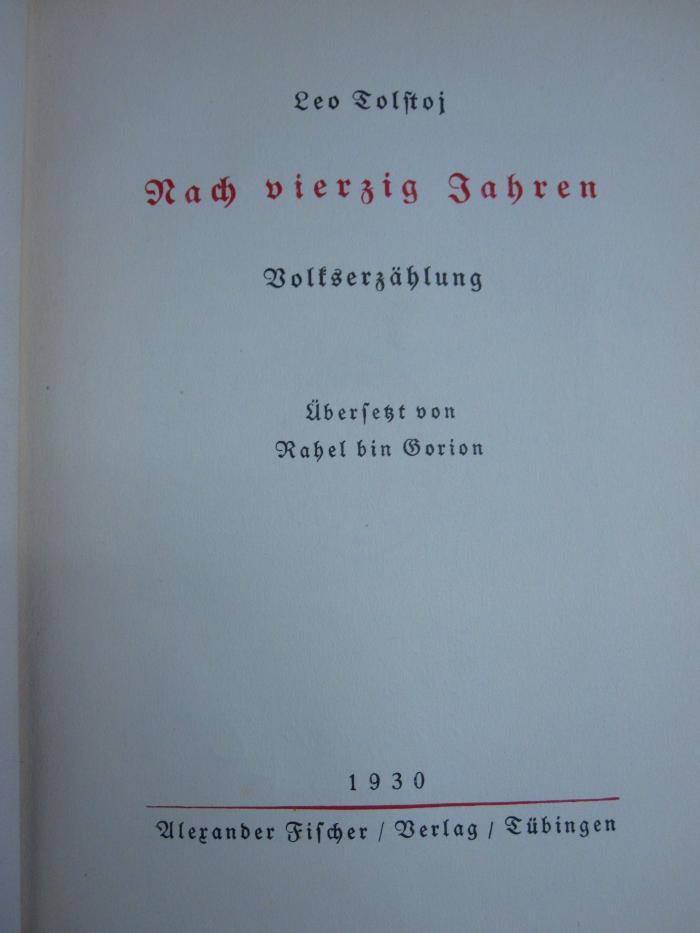 Leo Tolſtoj
Nach vierzig Jahren
Volkserzählung
Überſetzt von
Rahel bin Gorion
1930
Alexander Fiſcher / Verlag / Tübingen